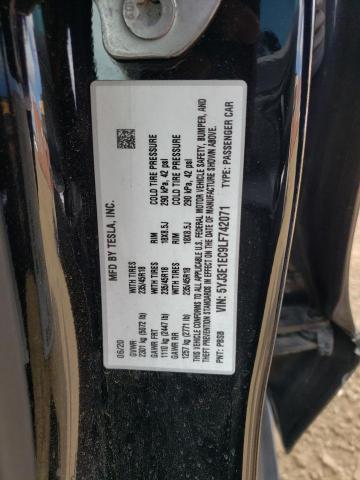 MFD BY TESLA, INC.
06/20 WITH TIRES RIM COLD TIRE PRESSURE
GVWR 235/45R18 18X8.5J 290 kPa, 42 psi
2301 kg (5072 lb)
GAWR FRT WITH TIRES RIM COLD TIRE PRESSURE
1110 kg (2447 lb) 235/45R18 18X8.5J 290 kPa, 42 psi
GAWR RR
1257 kg (2771 lb)
THIS VEHICLE CONFORMS TO ALL APPLICABLE U.S. FEDERAL MOTOR VEHICLE SAFETY, BUMPER, AND
THEFT PREVENTION STANDARDS IN EFFECT ON THE DATE OF MANUFACTURE SHOWN ABOVE.
VIN: 5YJ3E1EC9LF742071 TYPE: PASSENGER CAR
PNT: PBSB